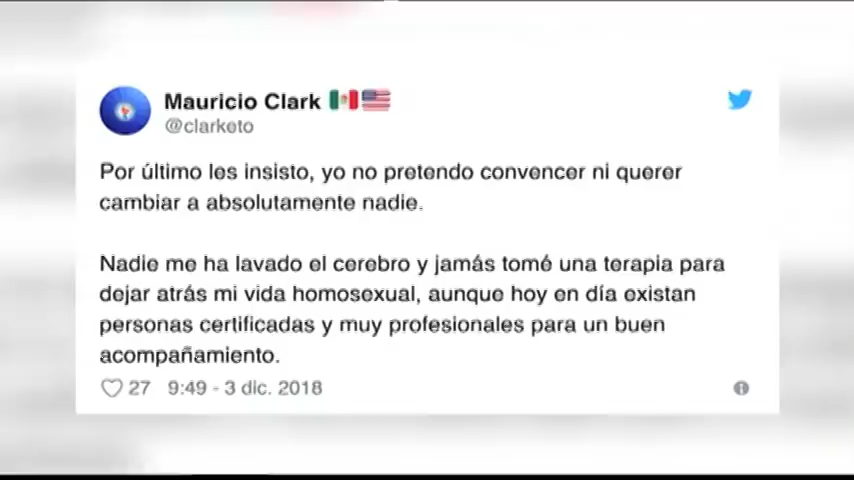 Mauricio Clark 🇲🇽🇺🇸
@clarketo
Por último les insisto, yo no pretendo convencer ni querer
cambiar a absolutamente nadie.
Nadie me ha lavado el cerebro y jamás tomé una terapia para
dejar atrás mi vida homosexual, aunque hoy en día existan
personas certificadas y muy profesionales para un buen
acompañamiento.
27 9:49 - 3 dic. 2018